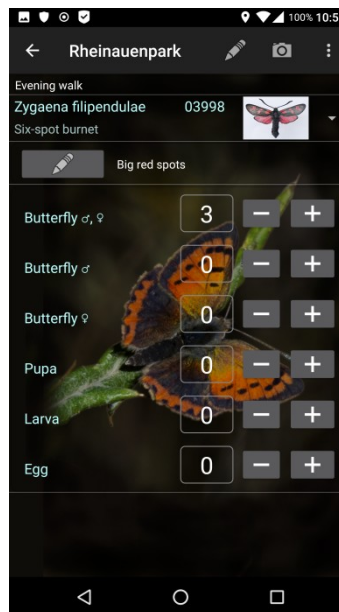 100% 10:5
Rheinauenpark
Evening walk
Zygaena filipendulae 03998
Six-spot burnet
Big red spots
Butterfly ♂, ♀ 3 − +
Butterfly ♂ 0 − +
Butterfly ♀ 0 − +
Pupa 0 − +
Larva 0 − +
Egg 0 − +